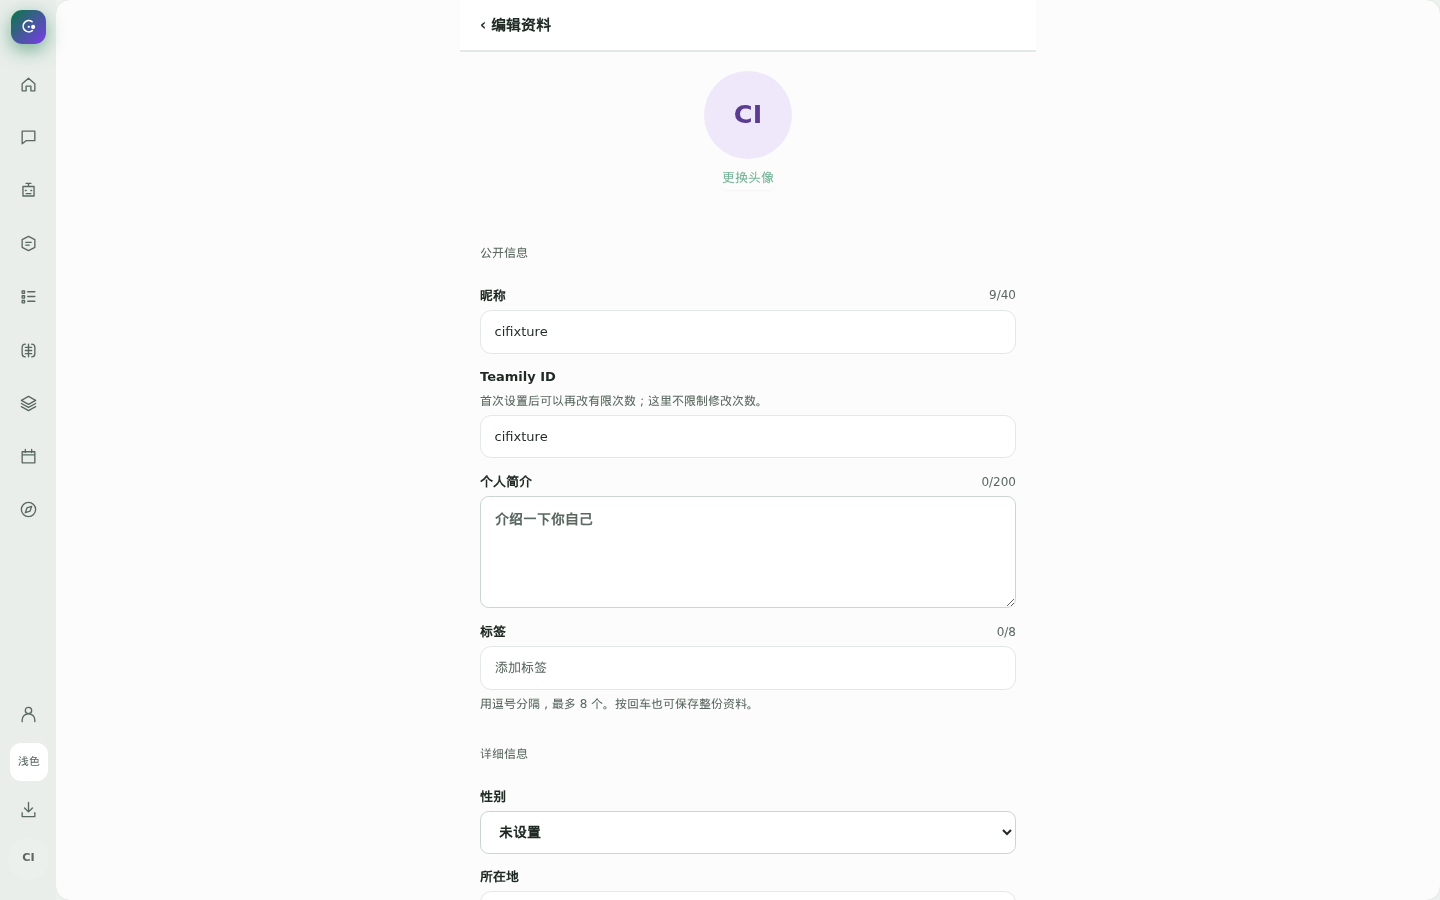 ‹ 编辑资料
CI
更换头像
公开信息
昵称 9/40
cifixture
Teamily ID
首次设置后可以再改有限次数；这里不限制修改次数。
cifixture
个人简介 0/200
介绍一下你自己
标签 0/8
添加标签
用逗号分隔，最多 8 个。按回车也可保存整份资料。
详细信息
性别
未设置
所在地
浅色
CI